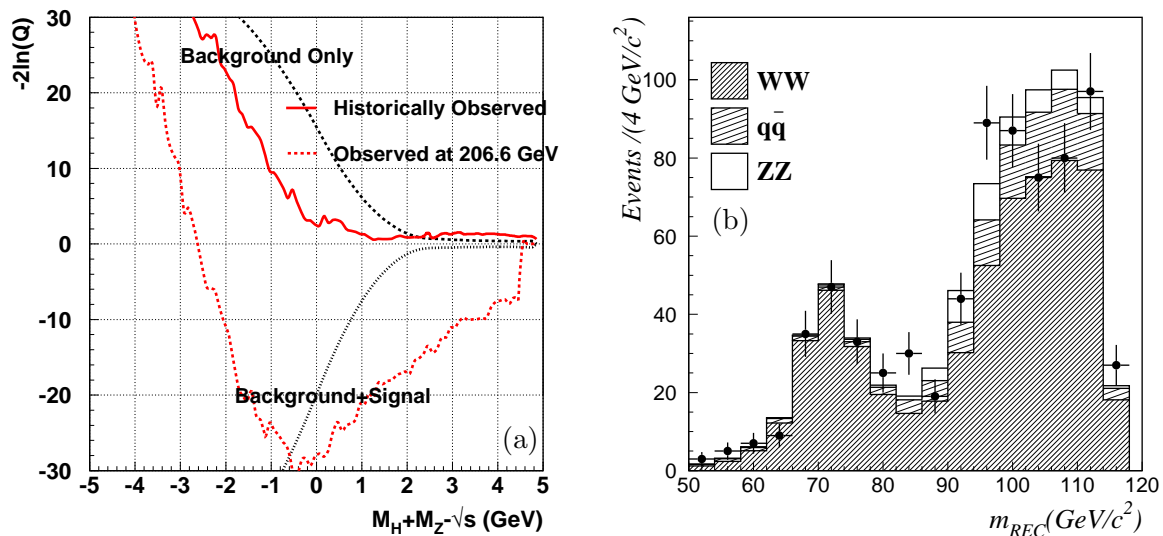 -2ln(Q)
30
20
10
0
-10
-20
-30
Background Only
Historically Observed
Observed at 206.6 GeV
Background+Signal
(a)
-5 -4 -3 -2 -1 0 1 2 3 4 5
M_H+M_Z-√s (GeV)
Events /(4 GeV/c²)
100
80
60
40
20
0
WW
qq̄
ZZ
(b)
50 60 70 80 90 100 110 120
m_REC(GeV/c²)